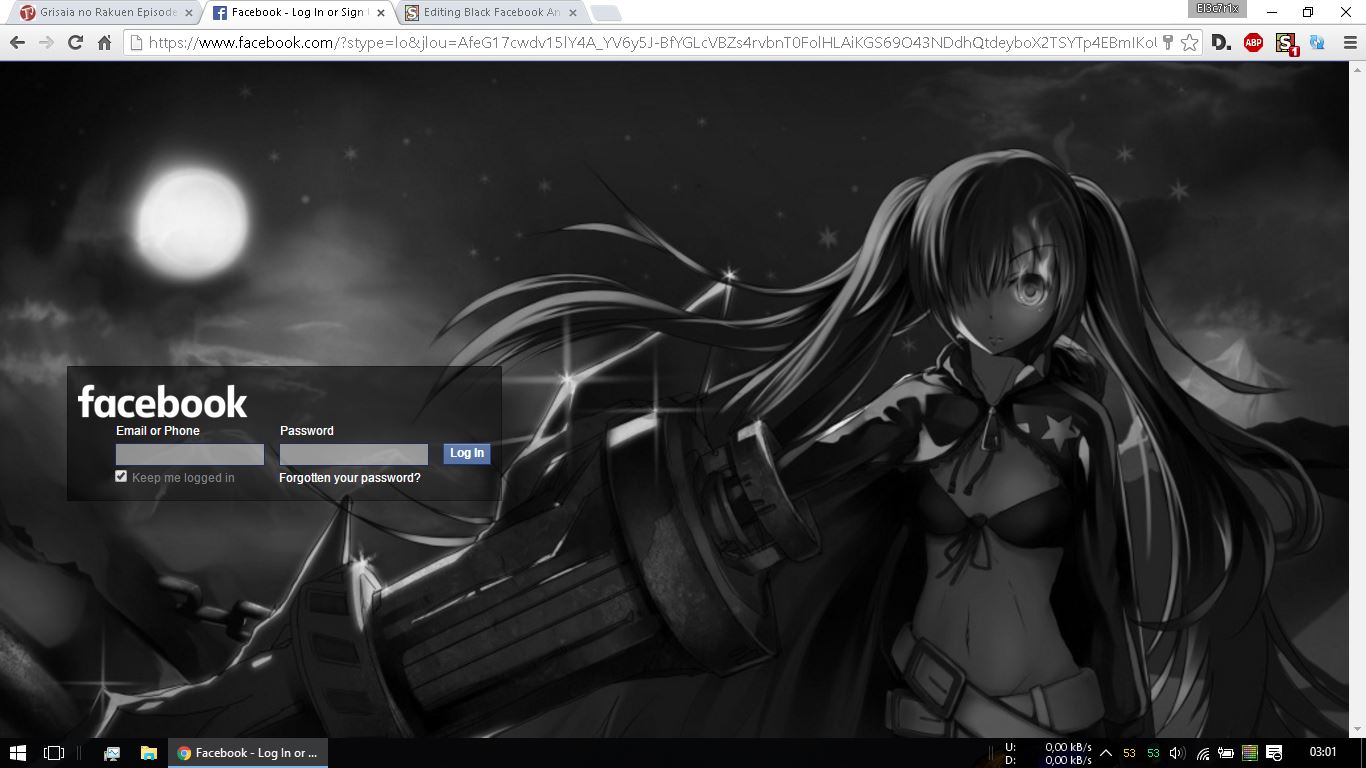 Grisaia no Rakuen Episode
Facebook - Log In or Sign
Editing Black Facebook An
El3c7r1x
https://www.facebook.com/?stype=lo&jlou=
D.
ABP
S
1
facebook
Email or Phone
Password
Log In
Keep me logged in
Forgotten your password?
Facebook - Log In or ...
U: 0,00 kB/s
D: 0,00 kB/s
53
53
03:01